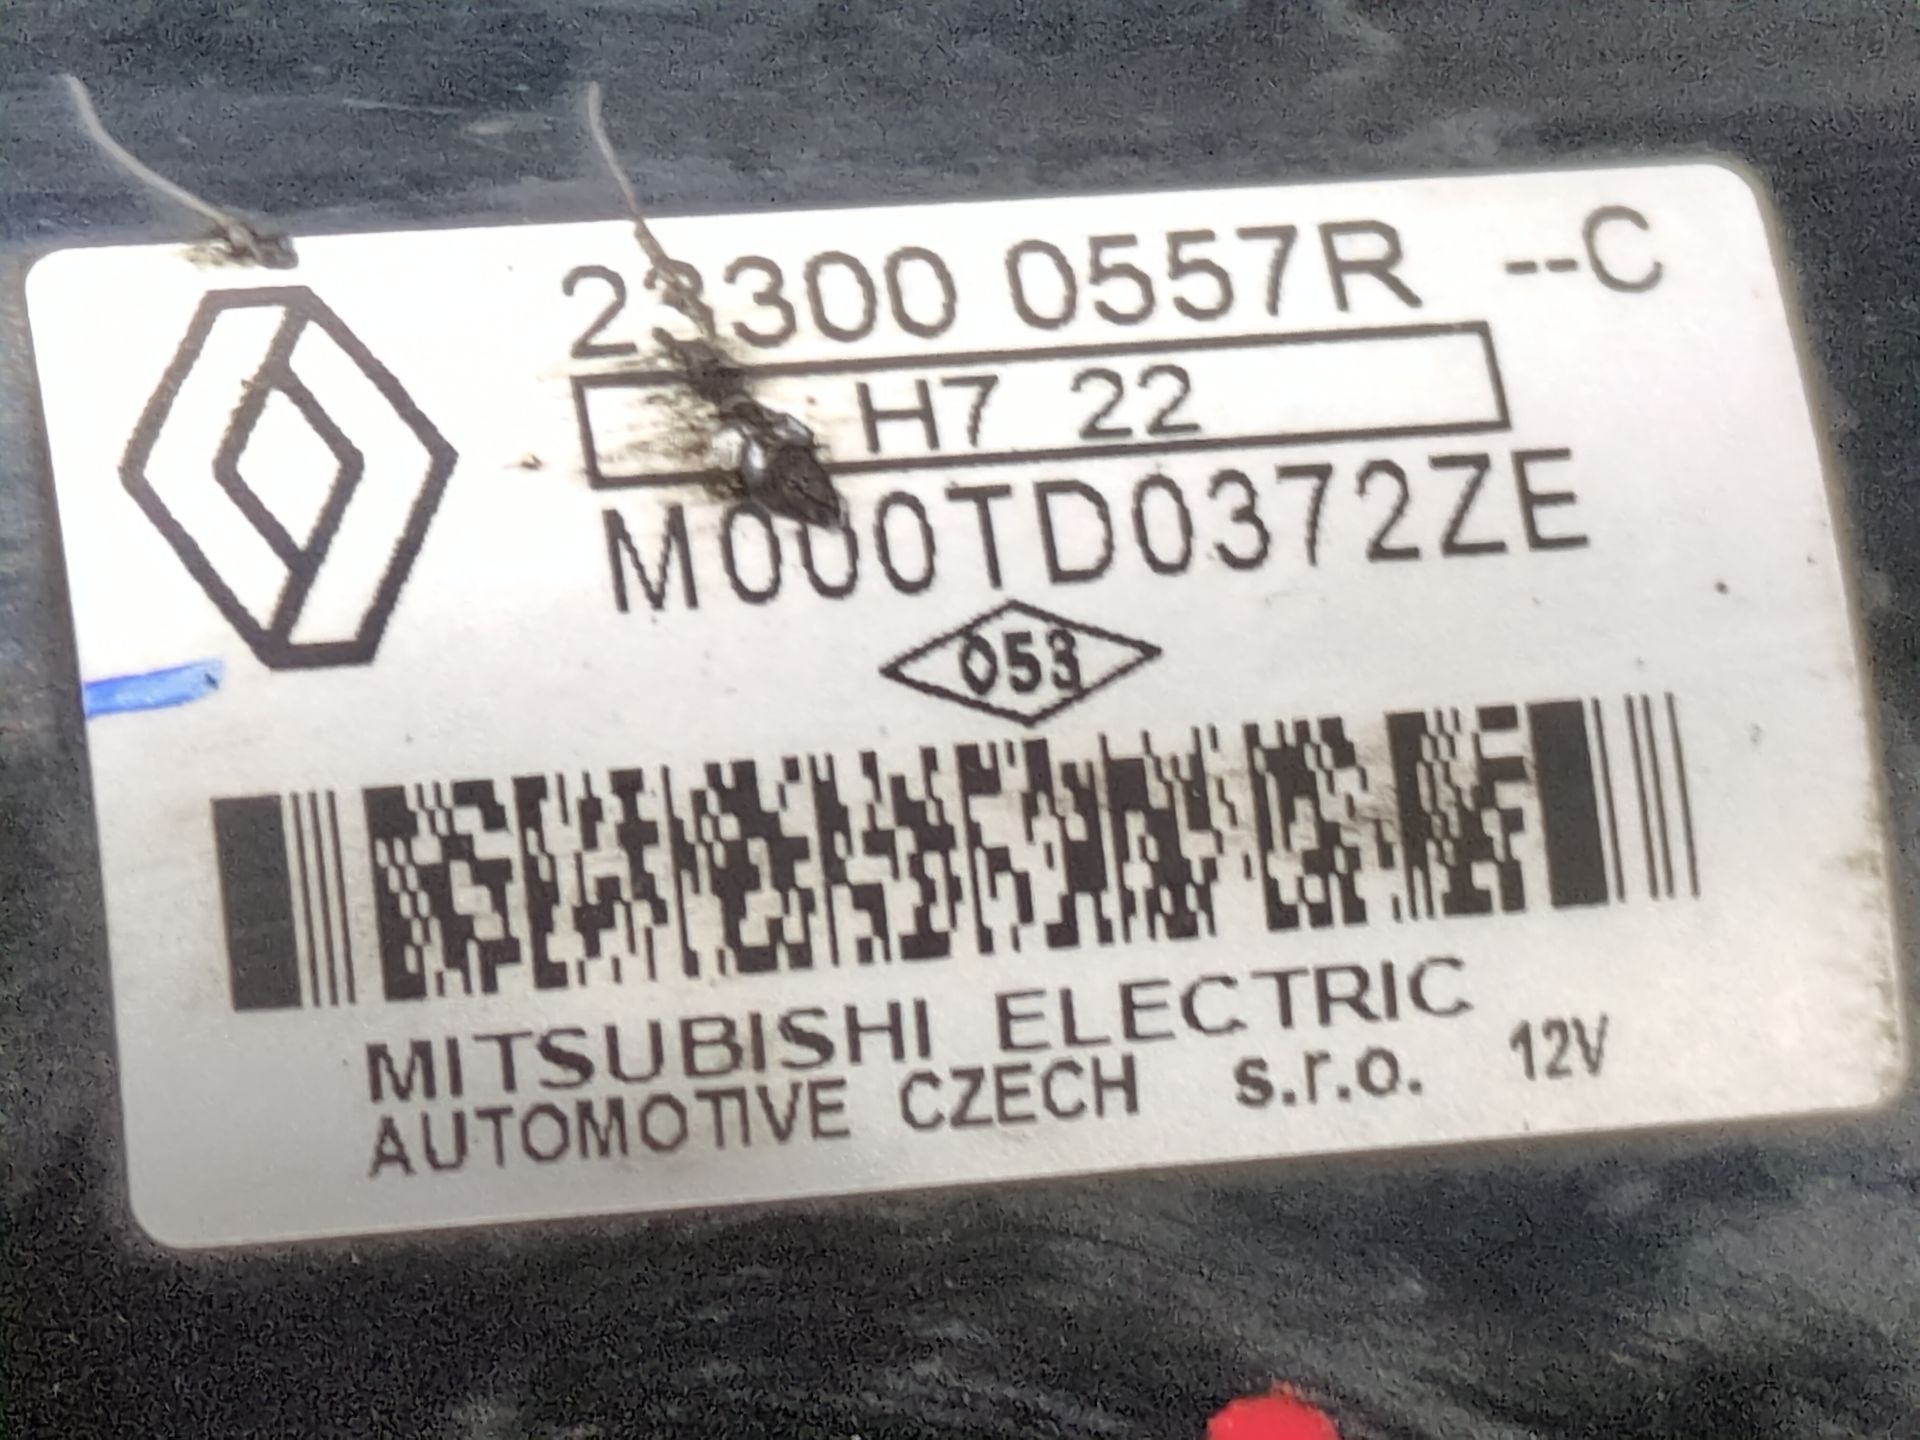 23300 0557R --C
H7 22
M000TD0372ZE
053
MITSUBISHI ELECTRIC
AUTOMOTIVE CZECH s.r.o. 12V